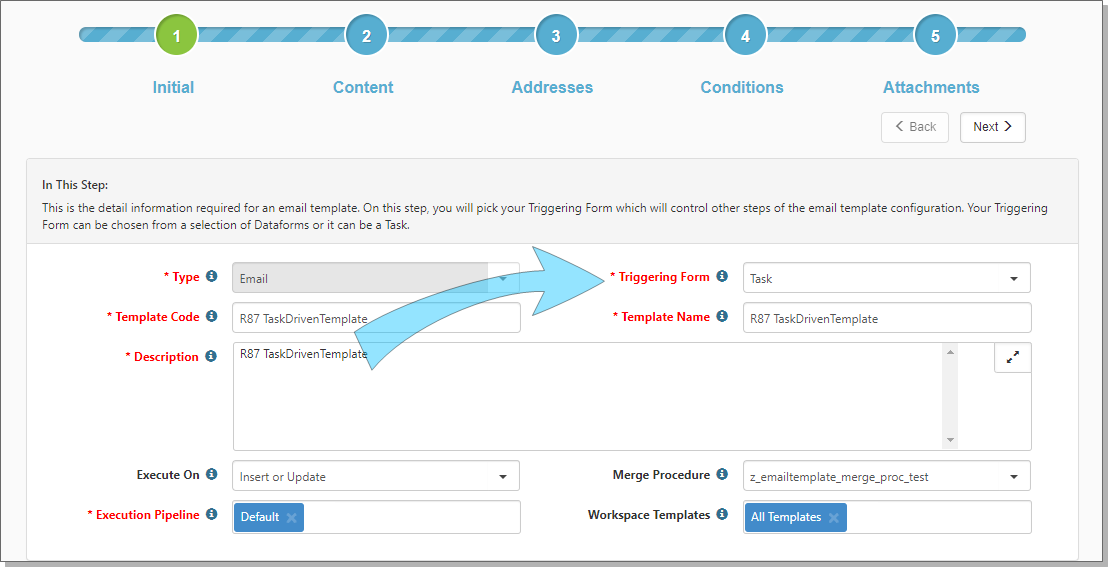 1 2 3 4 5
Initial Content Addresses Conditions Attachments
Back Next
In This Step:
This is the detail information required for an email template. On this step, you will pick your Triggering Form which will control other steps of the email template configuration. Your Triggering
Form can be chosen from a selection of Dataforms or it can be a Task.
* Type Email * Triggering Form Task
* Template Code R87 TaskDrivenTemplate * Template Name R87 TaskDrivenTemplate
* Description R87 TaskDrivenTemplate
Execute On Insert or Update Merge Procedure z_emailtemplate_merge_proc_test
* Execution Pipeline Default × Workspace Templates All Templates ×